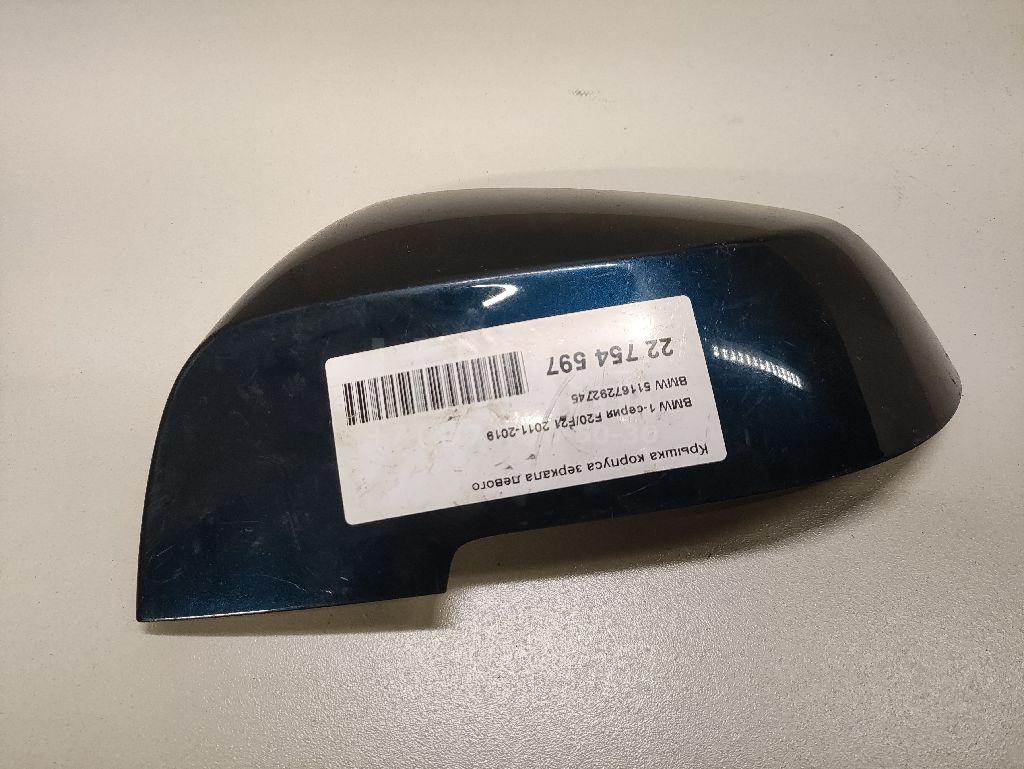 Крышка корпуса зеркала левого
BMW 1-серия F20/F21 2011-2019
BMW 51167292745
22 754 597